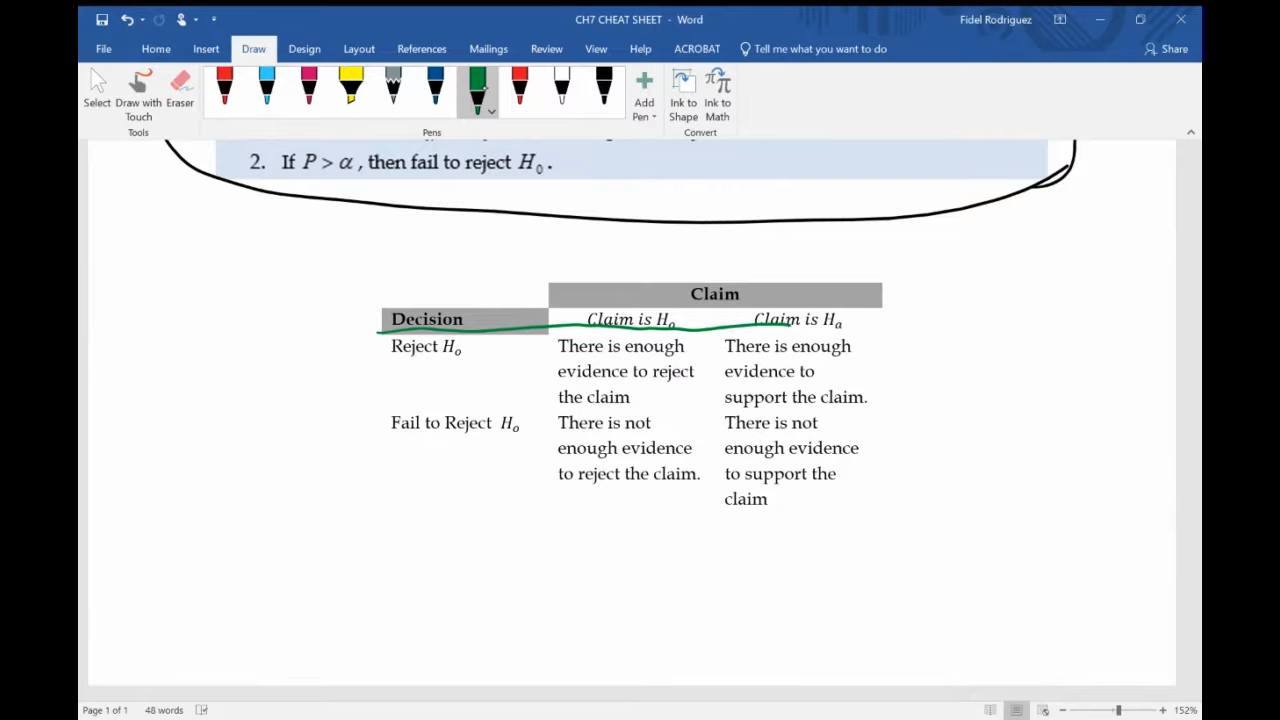 CH7 CHEAT SHEET - Word
Fidel Rodriguez
File Home Insert Draw Design Layout References Mailings Review View Help ACROBAT Tell me what you want to do Share
Select Draw with Touch Eraser Add Pen Ink to Shape Ink to Math
Tools Pens Convert
2. If P > α , then fail to reject H₀ .
Claim
Decision Claim is Hₒ Claim is Hₐ
Reject Hₒ There is enough There is enough
evidence to reject evidence to
the claim support the claim.
Fail to Reject Hₒ There is not There is not
enough evidence enough evidence
to reject the claim. to support the
claim
Page 1 of 1 48 words 152%